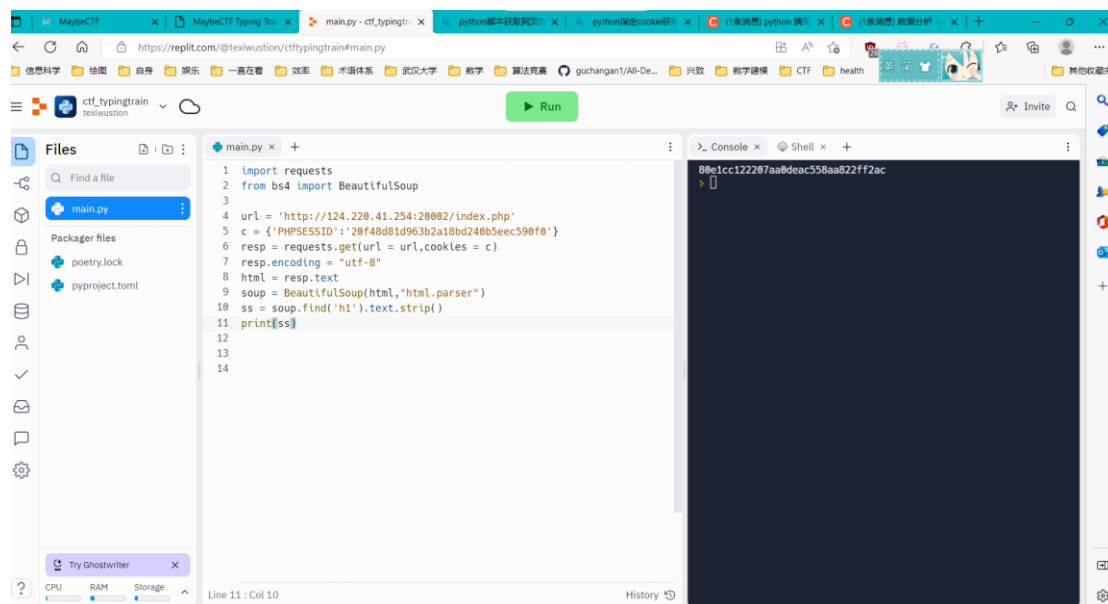 MaybeCTF
MaybeCTF Typing Trai
main.py - ctf_typingtr
python脚本获取网页
python指定cookie获取
(1条消息) python 携带
(1条消息) 数据分析
https://replit.com/@texiwustion/ctftypingtrain#main.py
信息科学 绘图 自身 娱乐 一直在看 效率 术语体系 武汉大学 数学 算法竞赛 guchangan1/All-De... 兴致 数学建模 CTF health 其他收藏夹
ctf_typingtrain
texiwustion
Run
Invite
Files
Find a file
main.py
Packager files
poetry.lock
pyproject.toml
main.py
1 import requests
2 from bs4 import BeautifulSoup
3
4 url = 'http://124.220.41.254:20002/index.php'
5 c = {'PHPSESSID':'20f48d81d963b2a18bd240b5eec590f0'}
6 resp = requests.get(url = url,cookies = c)
7 resp.encoding = "utf-8"
8 html = resp.text
9 soup = BeautifulSoup(html,"html.parser")
10 ss = soup.find('h1').text.strip()
11 print(ss)
12
13
14
Line 11 : Col 10
History
Console
Shell
80e1cc122207aa0deac558aa822ff2ac
Try Ghostwriter
CPU RAM Storage